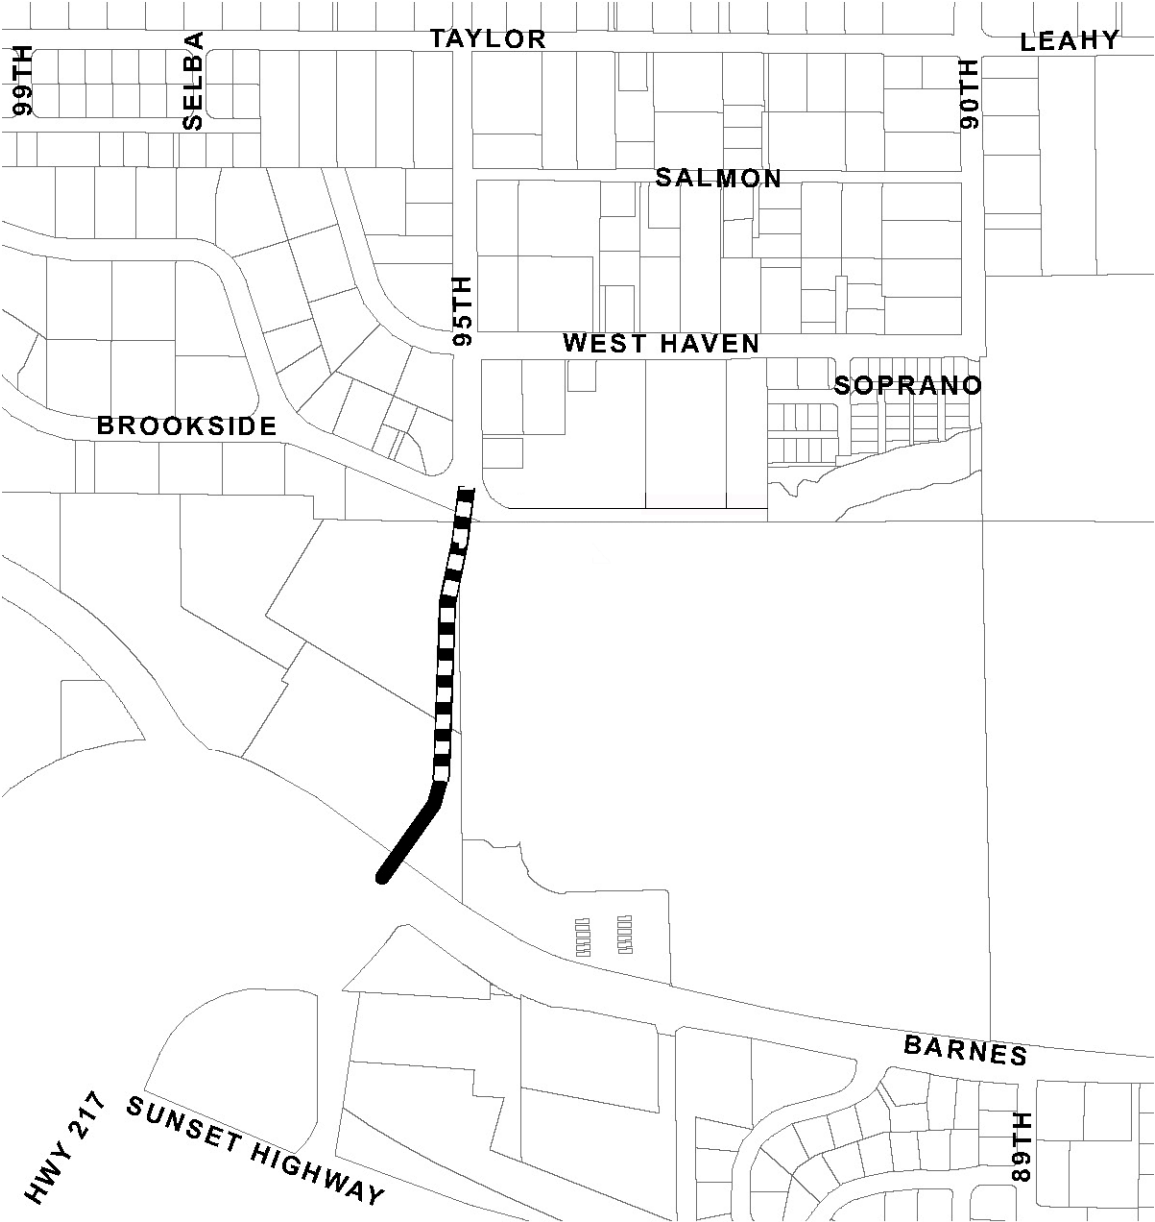 TAYLOR
LEAHY
99TH
SELBA
90TH
SALMON
95TH
WEST HAVEN
SOPRANO
BROOKSIDE
BARNES
HWY 217
SUNSET HIGHWAY
89TH